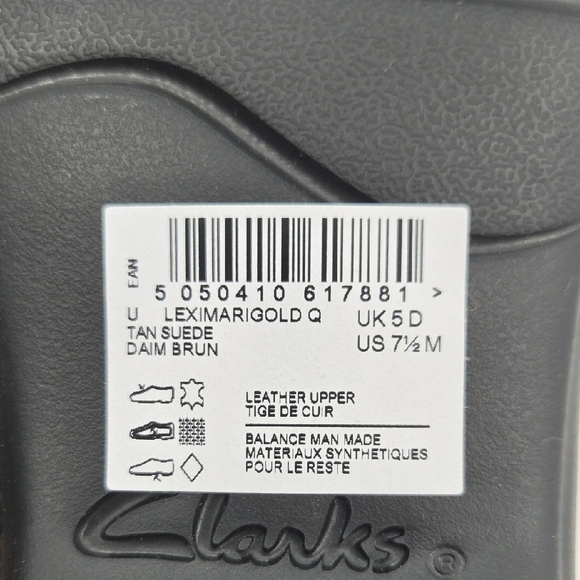 EAN
5 050410 617881 >
U LEXIMARIGOLD Q UK 5 D
TAN SUEDE
DAIM BRUN US 7½ M
LEATHER UPPER
TIGE DE CUIR
BALANCE MAN MADE
MATERIAUX SYNTHETIQUES
POUR LE RESTE
Clarks ®